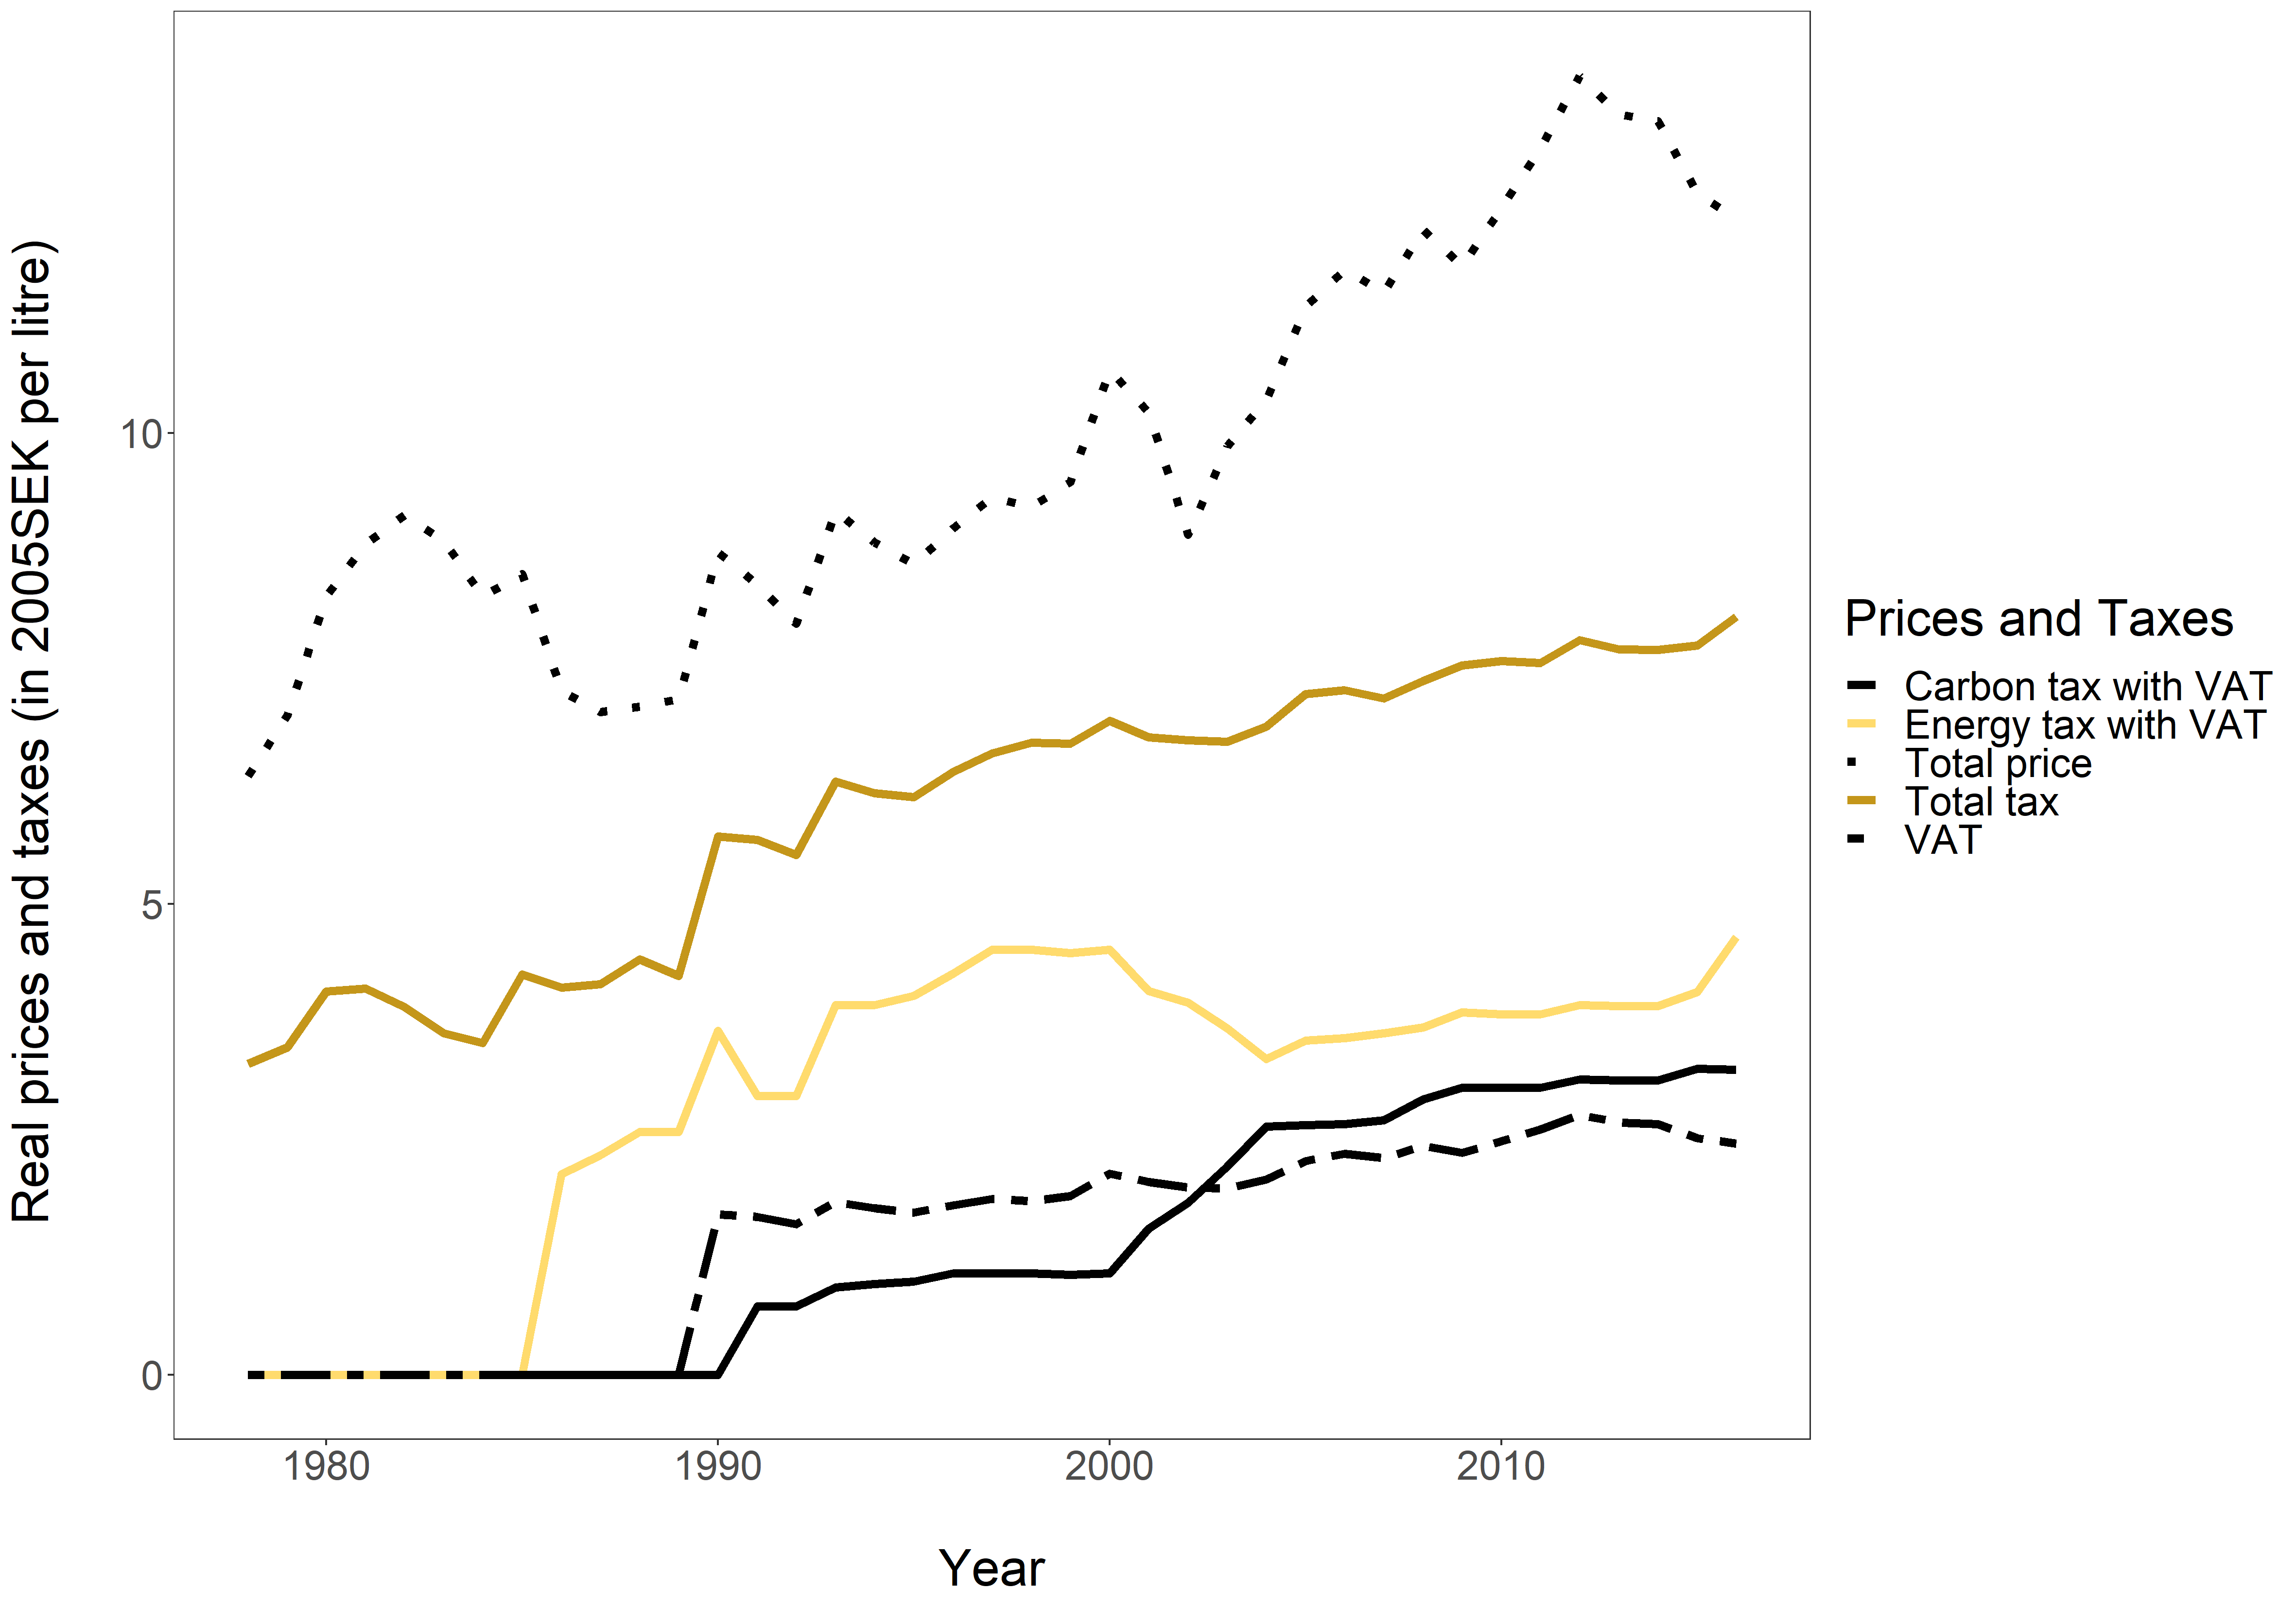 Real prices and taxes (in 2005SEK per litre)
10
5
0
1980 1990 2000 2010
Year
Prices and Taxes
Carbon tax with VAT
Energy tax with VAT
Total price
Total tax
VAT